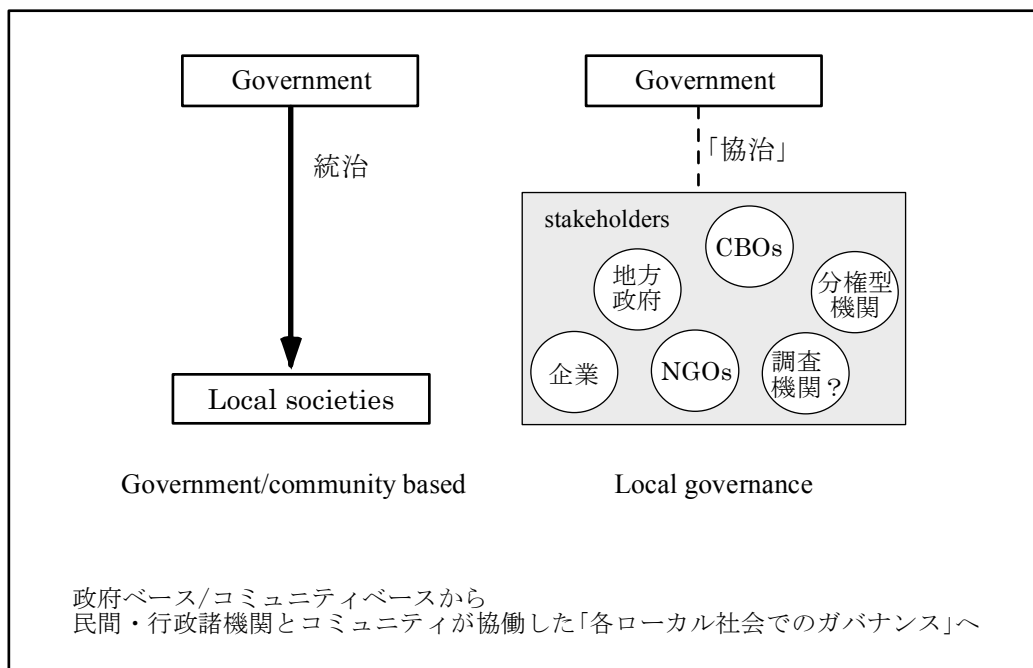 Government
統治
Local societies
Government/community based
Government
「協治」
stakeholders
CBOs
地方
政府
分権型
機関
企業
NGOs
調査
機関？
Local governance
政府ベース/コミュニティベースから
民間・行政諸機関とコミュニティが協働した「各ローカル社会でのガバナンス」へ